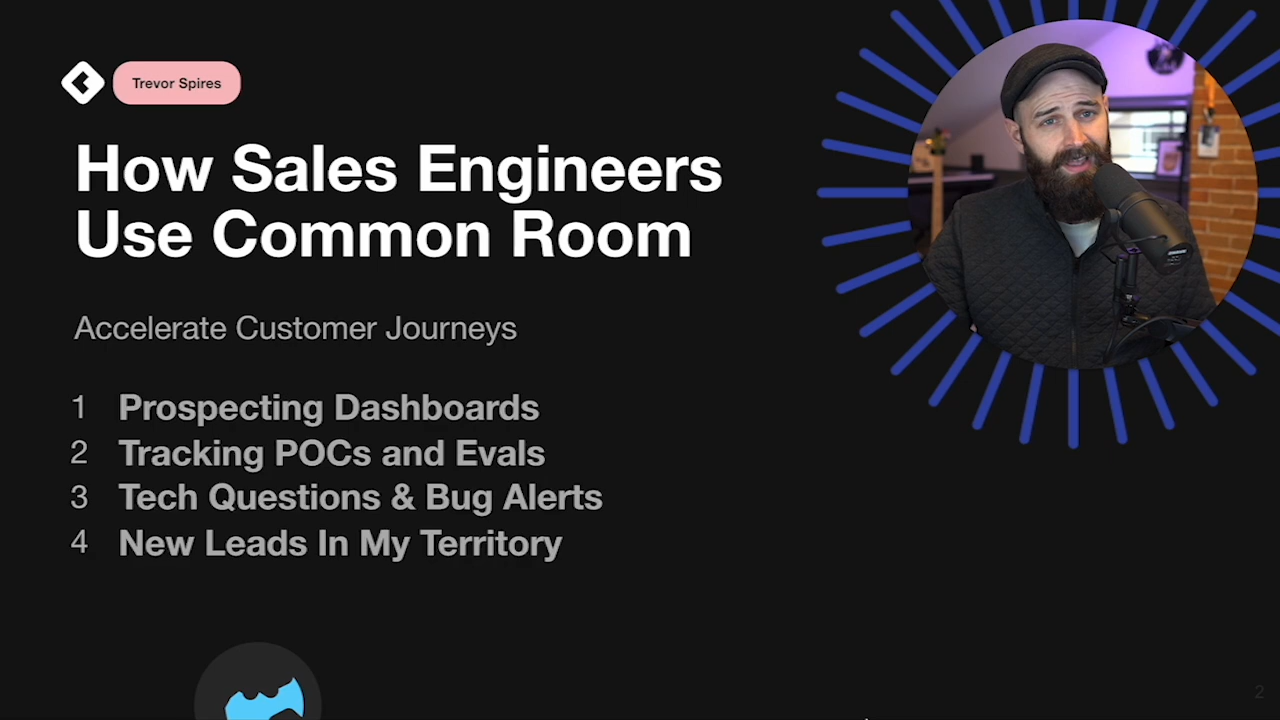 Trevor Spires
How Sales Engineers
Use Common Room
Accelerate Customer Journeys
1 Prospecting Dashboards
2 Tracking POCs and Evals
3 Tech Questions & Bug Alerts
4 New Leads In My Territory
2